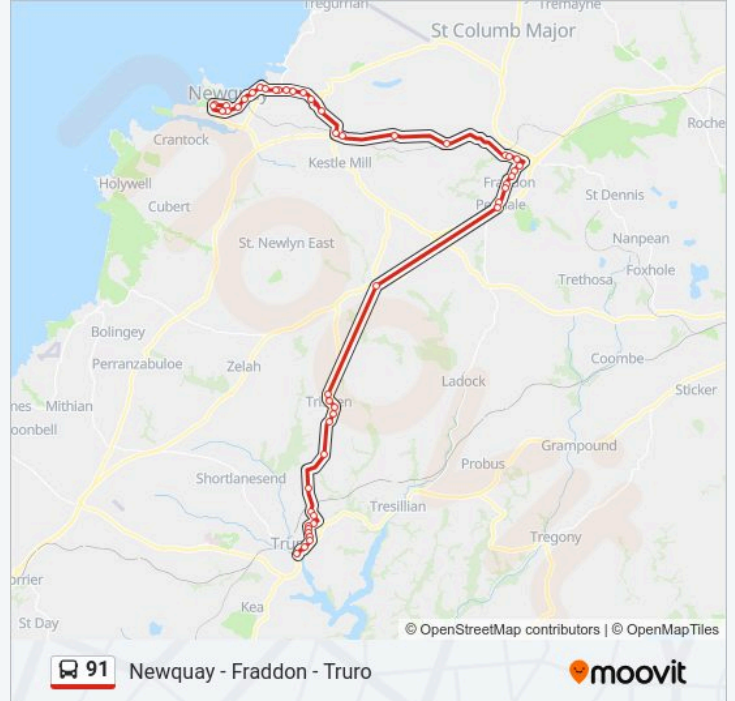 Tregurrian
Tremayne
St Columb Major
Newquay
Roche
Crantock
Kestle Mill
Holywell
Fraddon
St Dennis
Cubert
Nanpean
St. Newlyn East
Foxhole
Trethosa
Bolingey
Perranzabuloe
Zelah
Coombe
Ladock
Sticker
Mithian
Grampound
Probus
Shortlanesend
Tresillian
Tregony
Kea
St Day
© OpenStreetMap contributors | © OpenMapTiles
91 Newquay - Fraddon - Truro
moovit